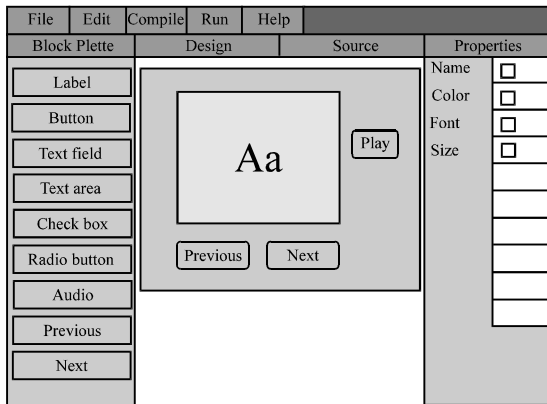 File Edit Compile Run Help
Block Plette Design Source Properties
Label
Button
Text field
Text area
Check box
Radio button
Audio
Previous
Next
Aa
Play
Previous Next
Name
Color
Font
Size